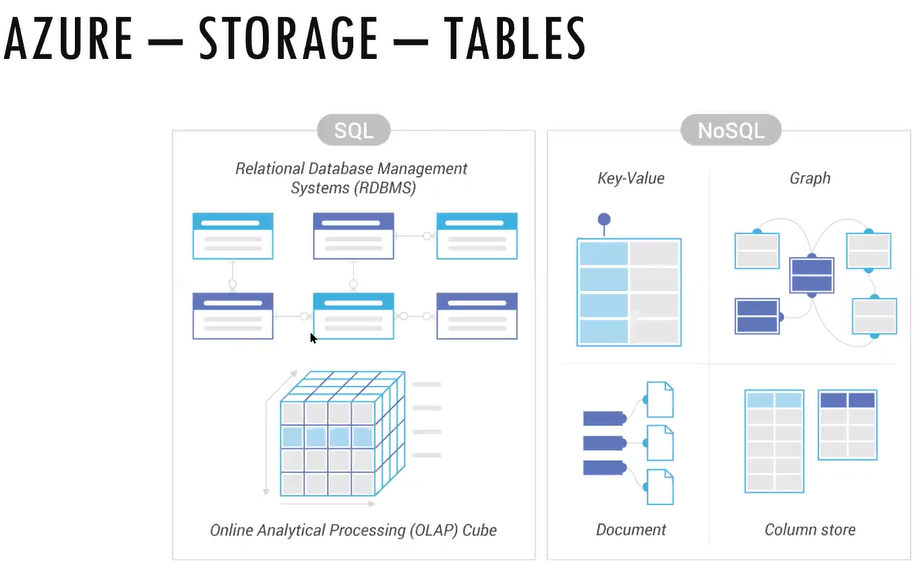 AZURE – STORAGE – TABLES
SQL
Relational Database Management
Systems (RDBMS)
Online Analytical Processing (OLAP) Cube
NoSQL
Key-Value
Graph
Document
Column store